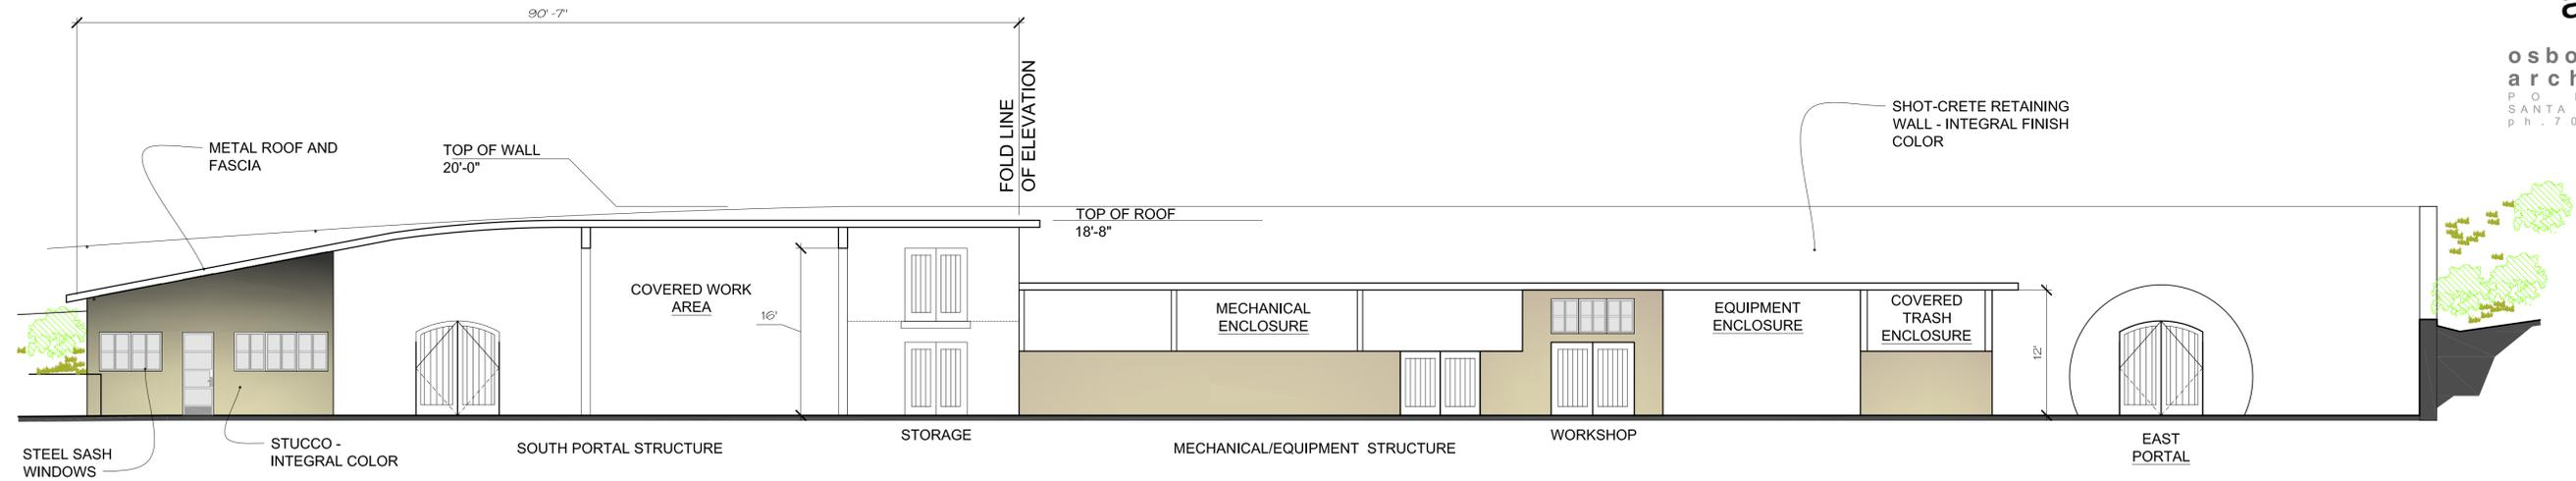 90'-7"
FOLD LINE
OF ELEVATION
METAL ROOF AND
FASCIA
TOP OF WALL
20'-0"
TOP OF ROOF
18'-8"
SHOT-CRETE RETAINING
WALL - INTEGRAL FINISH
COLOR
COVERED WORK
AREA
16'
MECHANICAL
ENCLOSURE
EQUIPMENT
ENCLOSURE
COVERED
TRASH
ENCLOSURE
12'
STEEL SASH
WINDOWS
STUCCO -
INTEGRAL COLOR
SOUTH PORTAL STRUCTURE
STORAGE
MECHANICAL/EQUIPMENT STRUCTURE
WORKSHOP
EAST
PORTAL
a
osbo
arch
P O
SANTA
ph.70